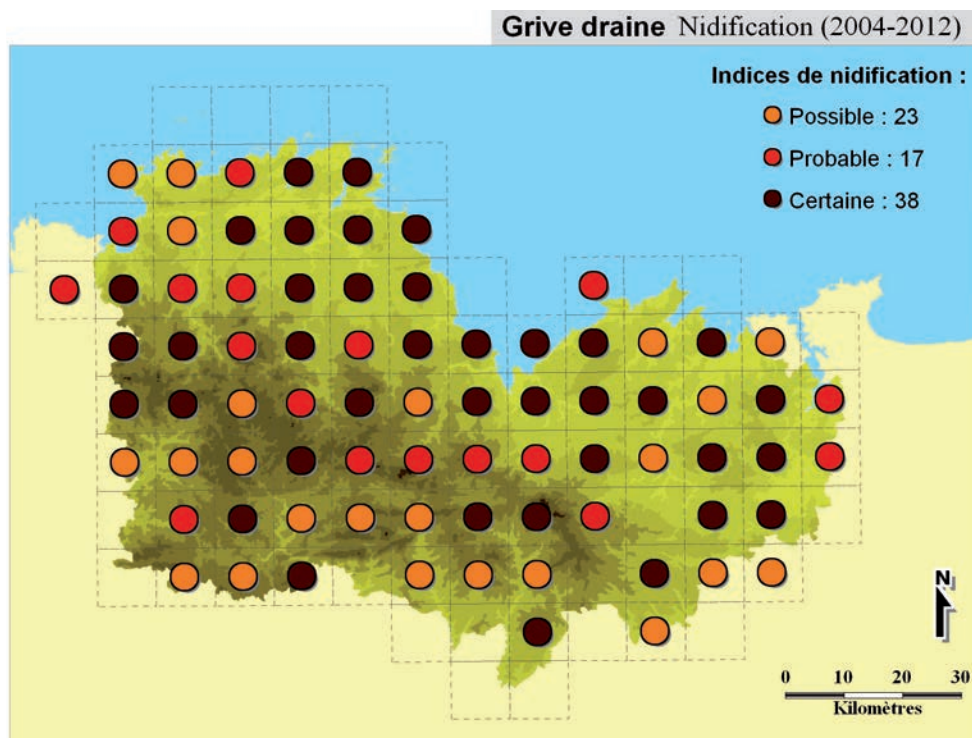 Grive draine Nidification (2004-2012)
Indices de nidification :
Possible : 23
Probable : 17
Certaine : 38
N
0 10 20 30
Kilomètres